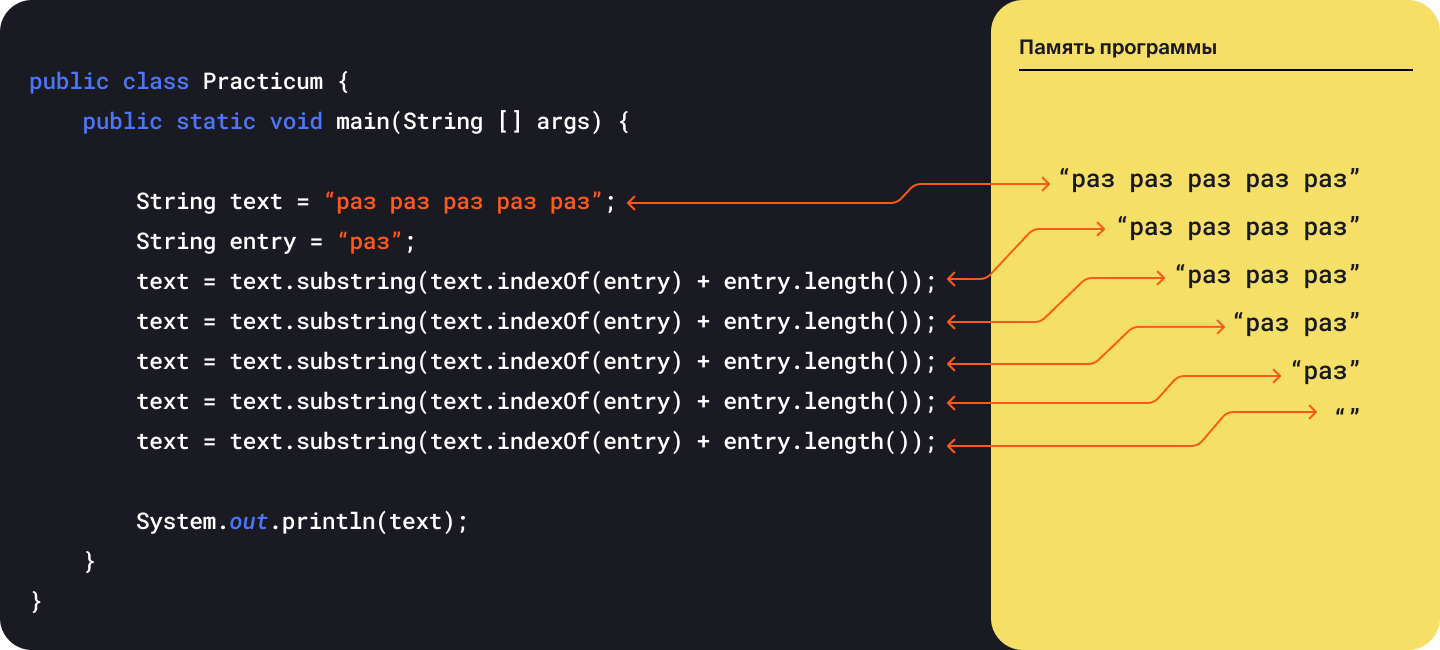 public class Practicum {
public static void main(String [] args) {
String text = “раз раз раз раз раз”;
String entry = “раз”;
text = text.substring(text.indexOf(entry) + entry.length());
text = text.substring(text.indexOf(entry) + entry.length());
text = text.substring(text.indexOf(entry) + entry.length());
text = text.substring(text.indexOf(entry) + entry.length());
text = text.substring(text.indexOf(entry) + entry.length());
System.out.println(text);
}
}
Память программы
“раз раз раз раз раз”
“раз раз раз раз”
“раз раз раз”
“раз раз”
“раз”
“”